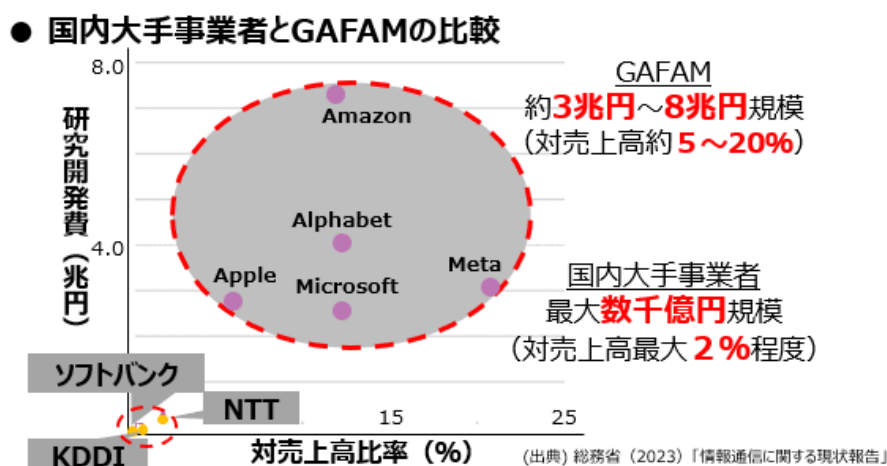 ● 国内大手事業者とGAFAMの比較
8.0
研究開発費（兆円）
4.0
Amazon
Alphabet
Apple
Microsoft
Meta
ソフトバンク
NTT
KDDI
15
25
対売上高比率（%）
GAFAM
約3兆円～8兆円規模
（対売上高約５～20%）
国内大手事業者
最大数千億円規模
（対売上高最大２%程度）
(出典) 総務省（2023）「情報通信に関する現状報告」